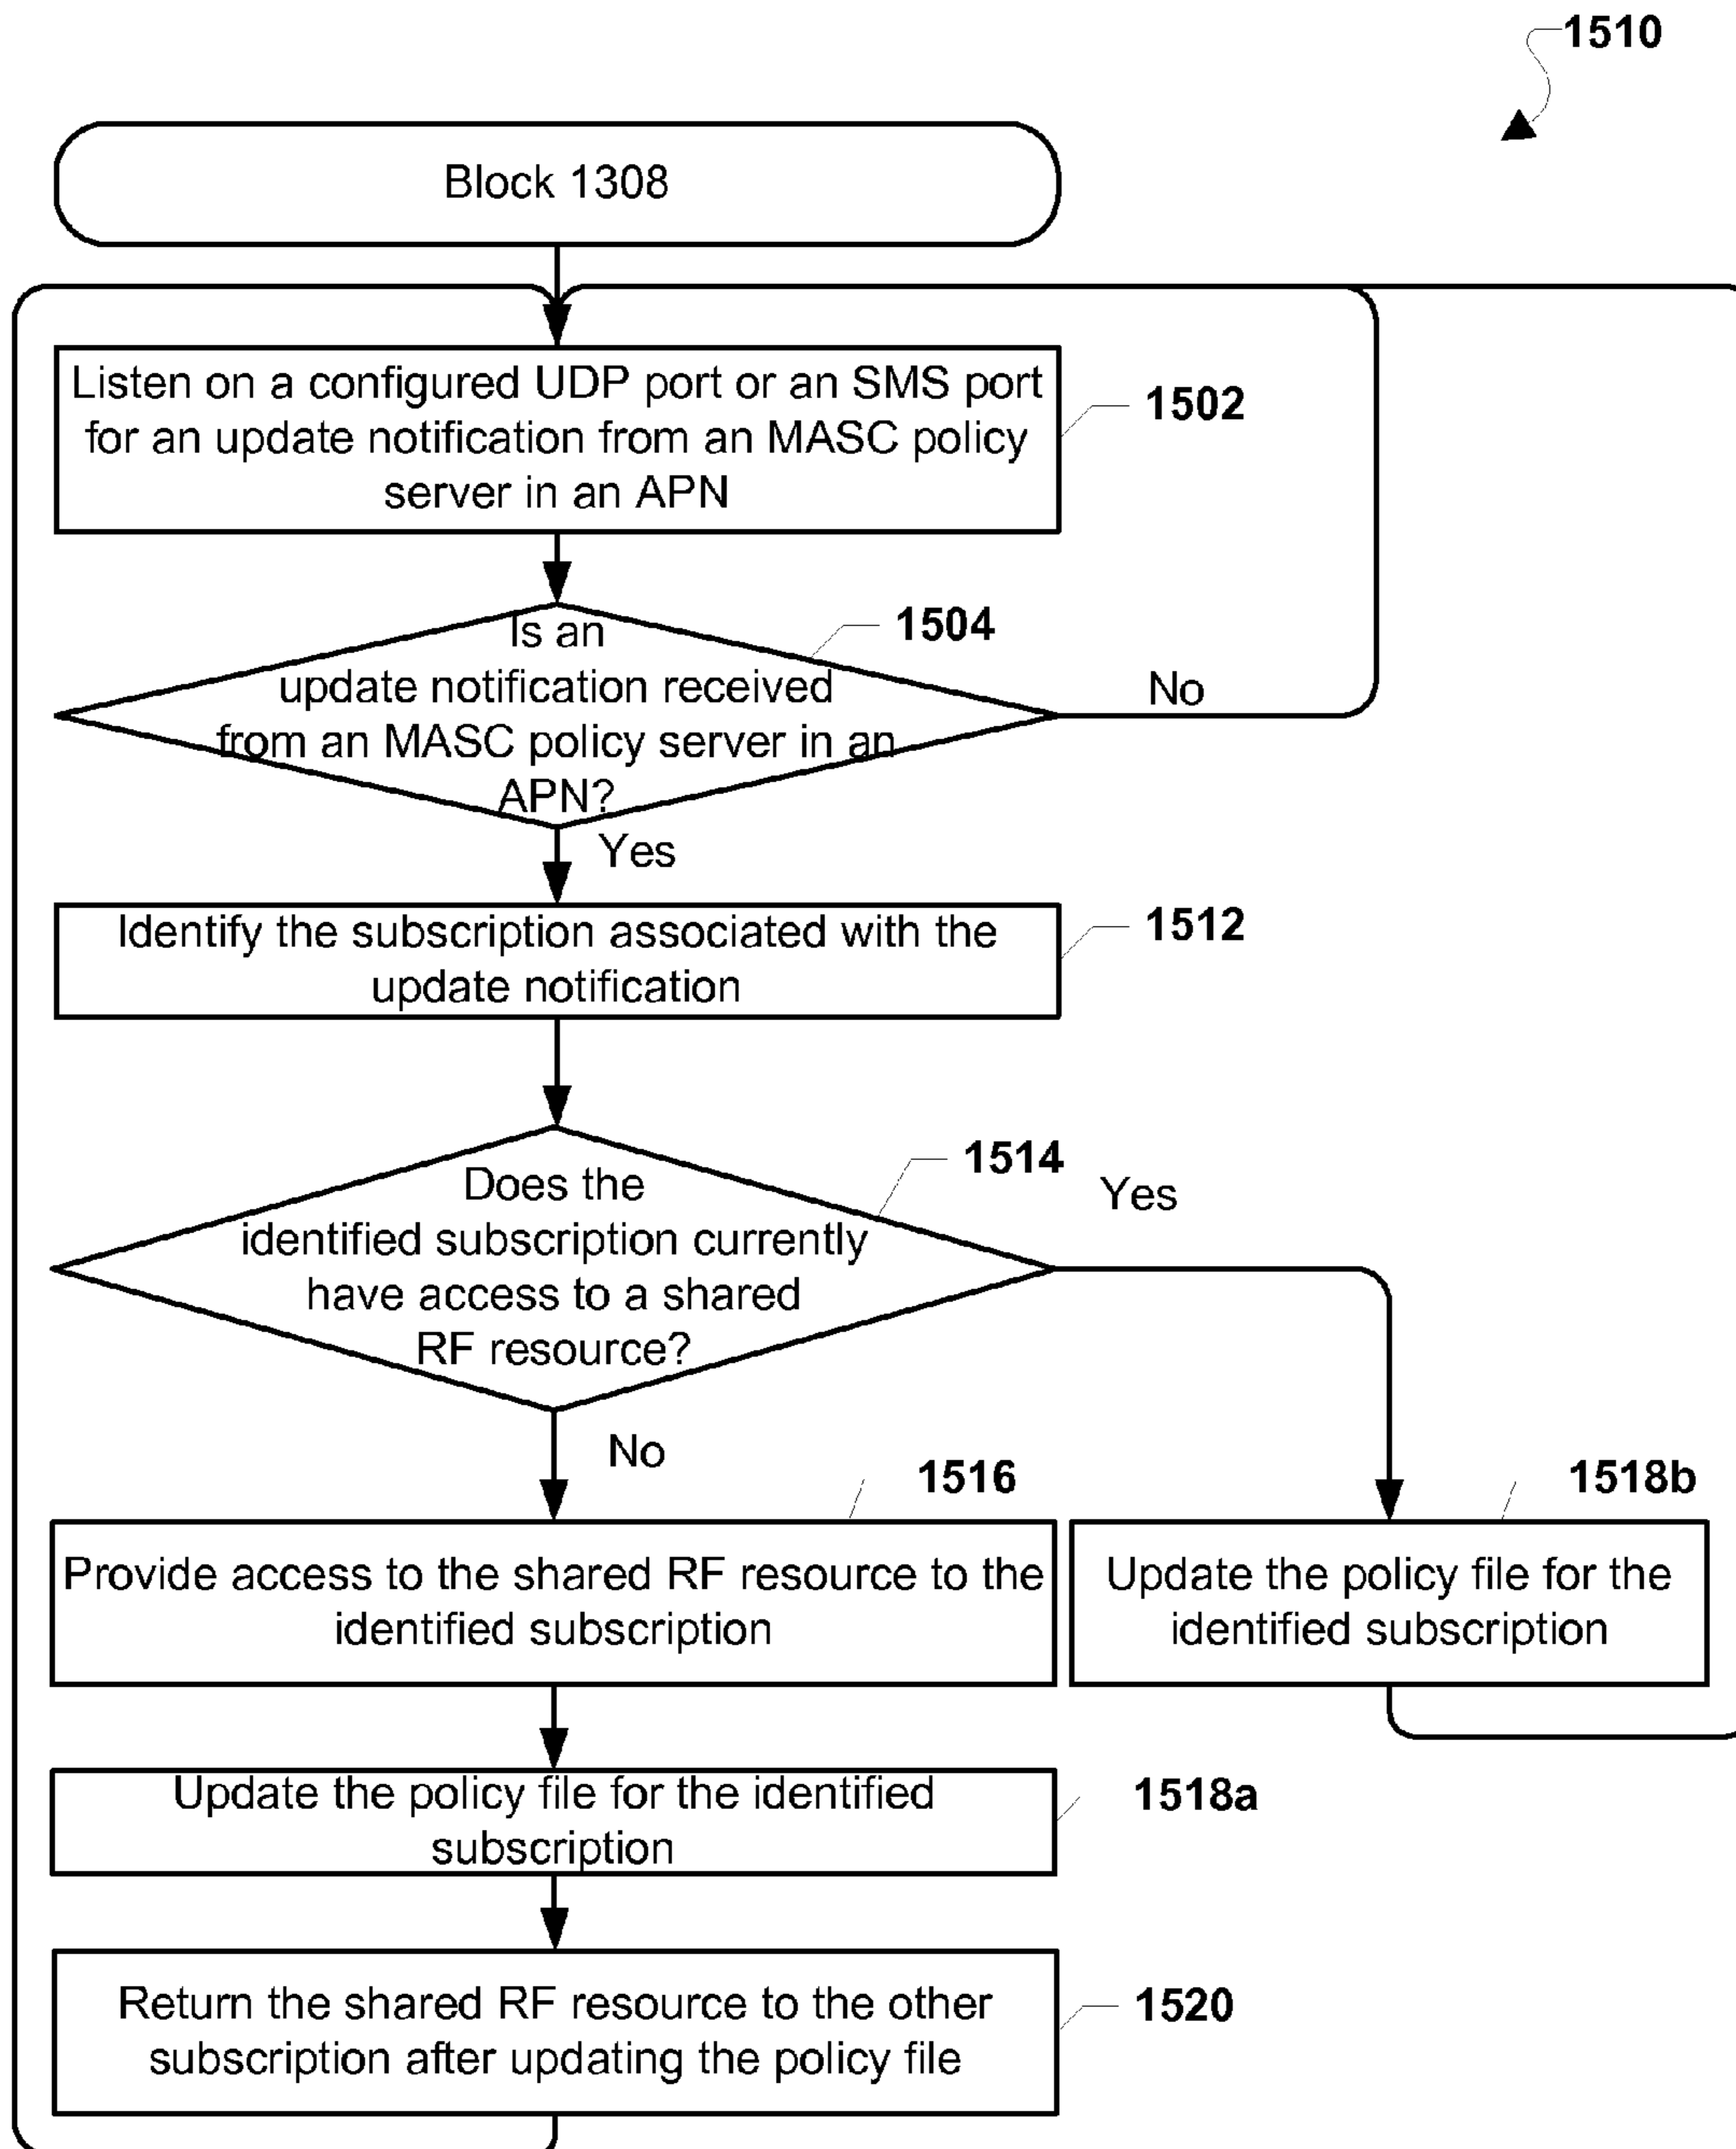 1510
Block 1308
Listen on a configured UDP port or an SMS port
for an update notification from an MASC policy
server in an APN
1502
Is an
update notification received
from an MASC policy server in an
APN?
1504
No
Yes
Identify the subscription associated with the
update notification
1512
Does the
identified subscription currently
have access to a shared
RF resource?
1514
Yes
No
1516
Provide access to the shared RF resource to the
identified subscription
1518b
Update the policy file for the
identified subscription
Update the policy file for the identified
subscription
1518a
Return the shared RF resource to the other
subscription after updating the policy file
1520